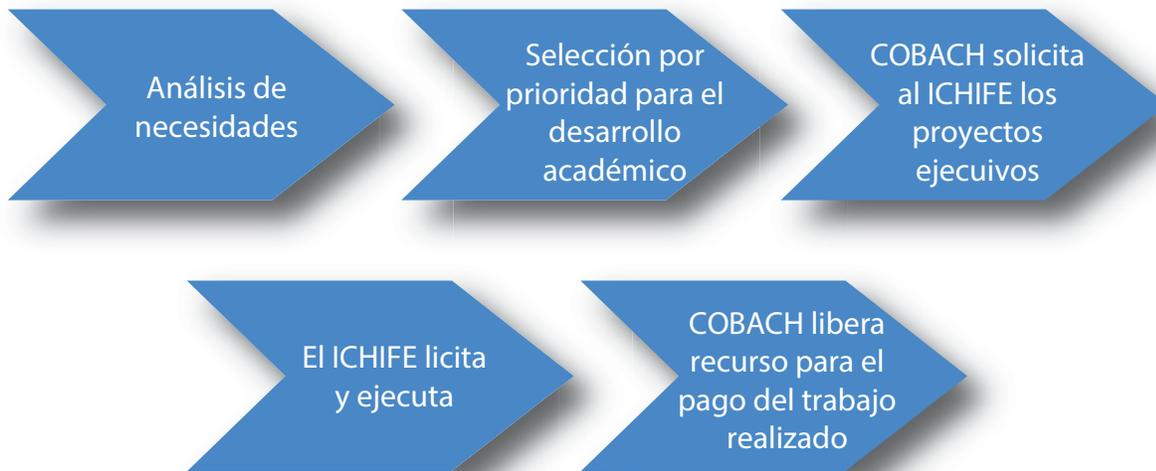 Análisis de
necesidades
Selección por
prioridad para el
desarrollo
académico
COBACH solicita
al ICHIFE los
proyectos
ejecuivos
El ICHIFE licita
y ejecuta
COBACH libera
recurso para el
pago del trabajo
realizado